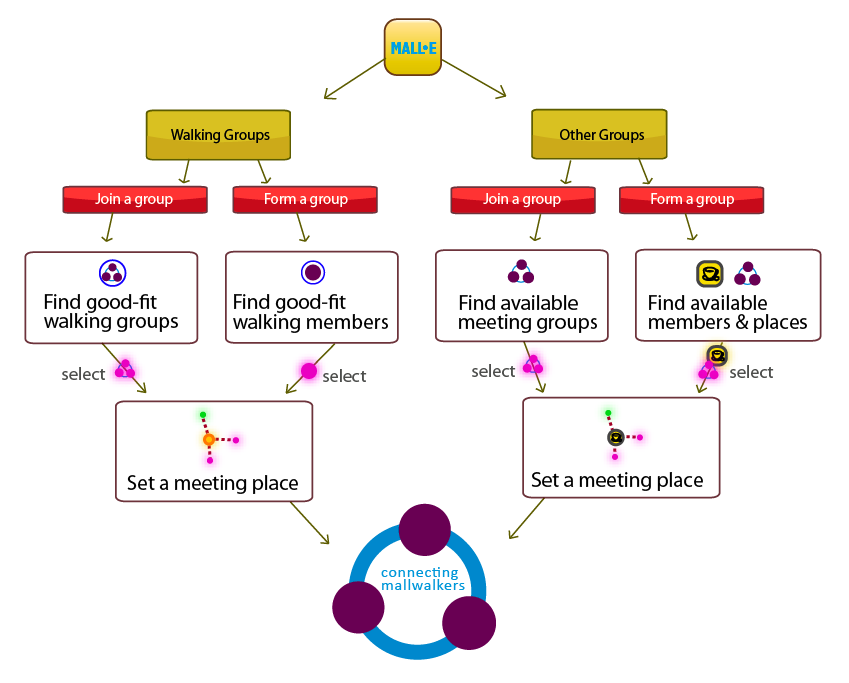 MALL•E
Walking Groups
Other Groups
Join a group
Form a group
Join a group
Form a group
Find good-fit
walking groups
Find good-fit
walking members
Find available
meeting groups
Find available
members & places
select
select
select
select
Set a meeting place
Set a meeting place
connecting
mallwalkers